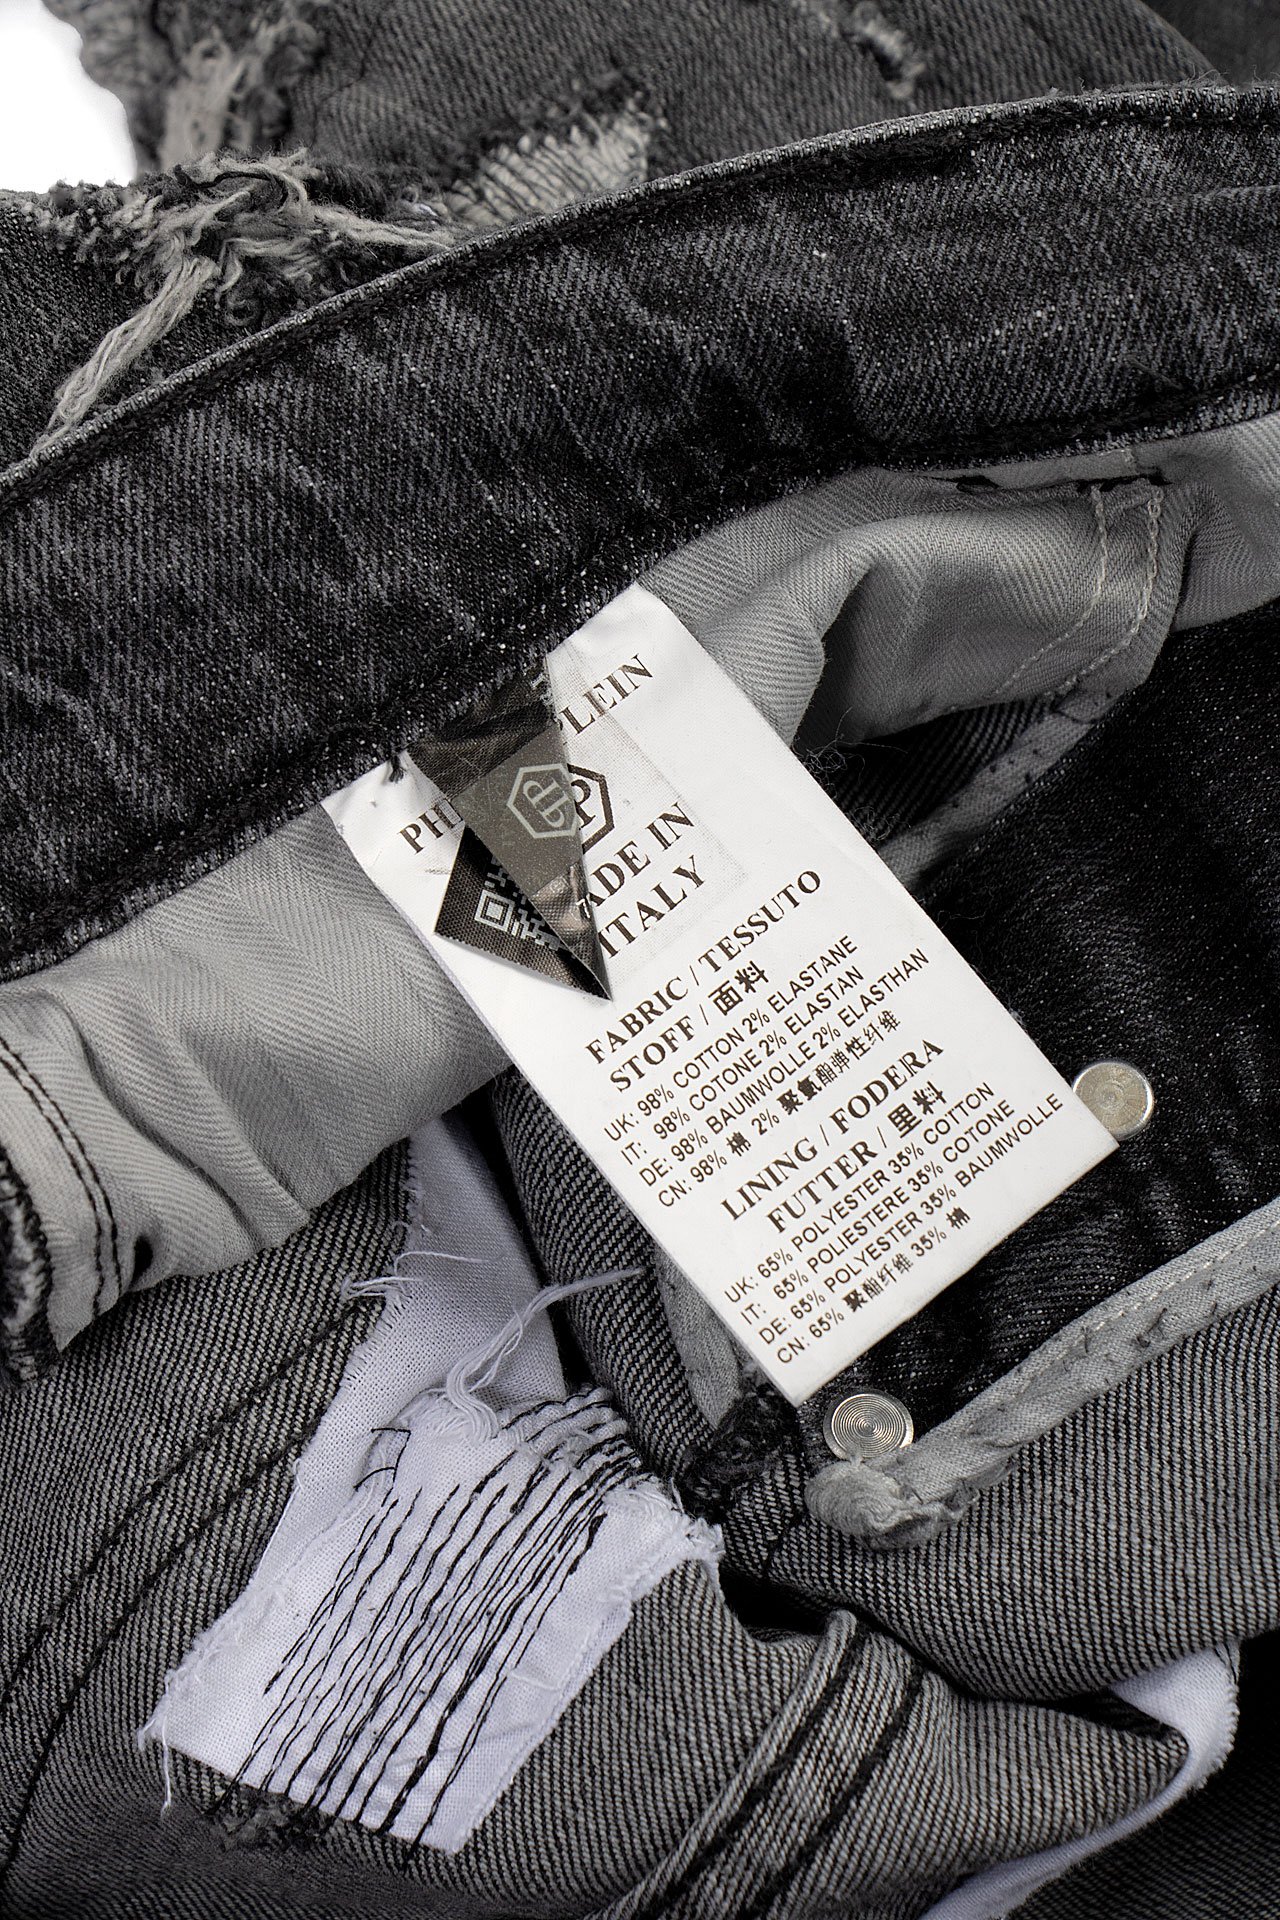 PLEIN
MADE IN
ITALY
FABRIC / TESSUTO
STOFF / 面料
UK: 98% COTTON 2% ELASTANE
IT: 98% COTONE 2% ELASTAN
DE: 98% BAUMWOLLE 2% ELASTHAN
CN: 98% 棉 2% 聚氨酯弹性纤维
LINING / FODERA
FUTTER / 里料
UK: 65% POLYESTER 35% COTTON
IT: 65% POLIESTERE 35% COTONE
DE: 65% POLYESTER 35% BAUMWOLLE
CN: 65% 聚酯纤维 35% 棉